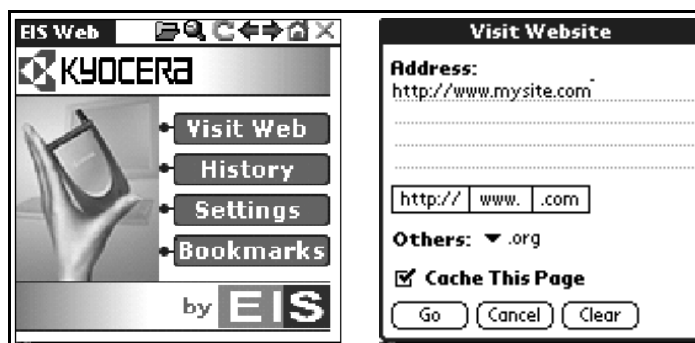 EIS Web
KYOCERA
Visit Web
History
Settings
Bookmarks
by EIS
Visit Website
Address:
http://www.mysite.com
http:// www. .com
Others: .org
Cache This Page
Go Cancel Clear